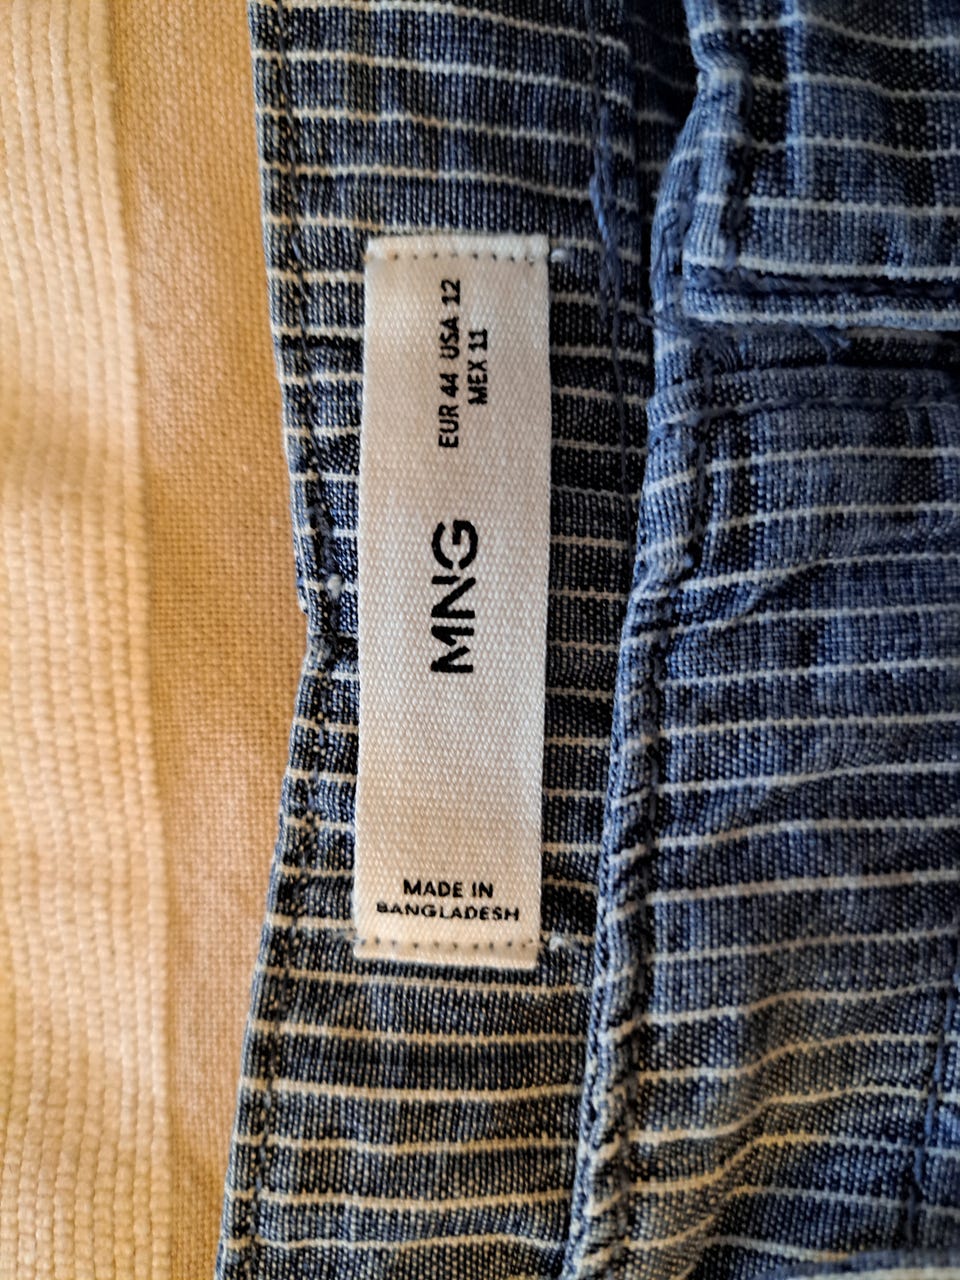 EUR 44 USA 12
MEX 11
MNG
MADE IN
BANGLADESH